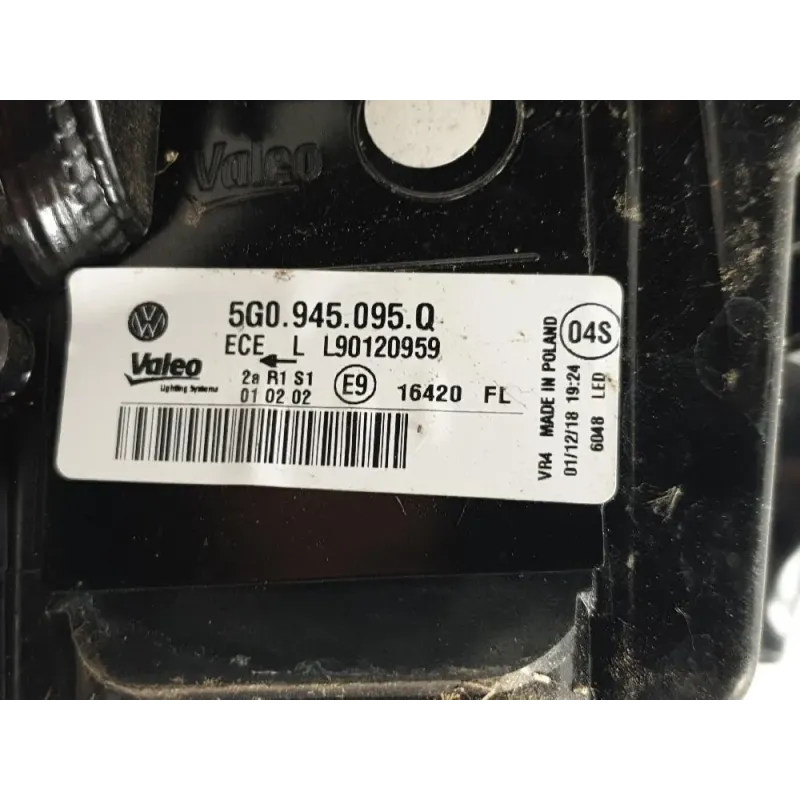 Valeo
5G0.945.095.Q
ECE L L90120959
Valeo
Lighting Systems
2a R1 S1
01 02 02
E9
16420 FL
04S
VR4 MADE IN POLAND
01/12/18 19:24
6048 LED